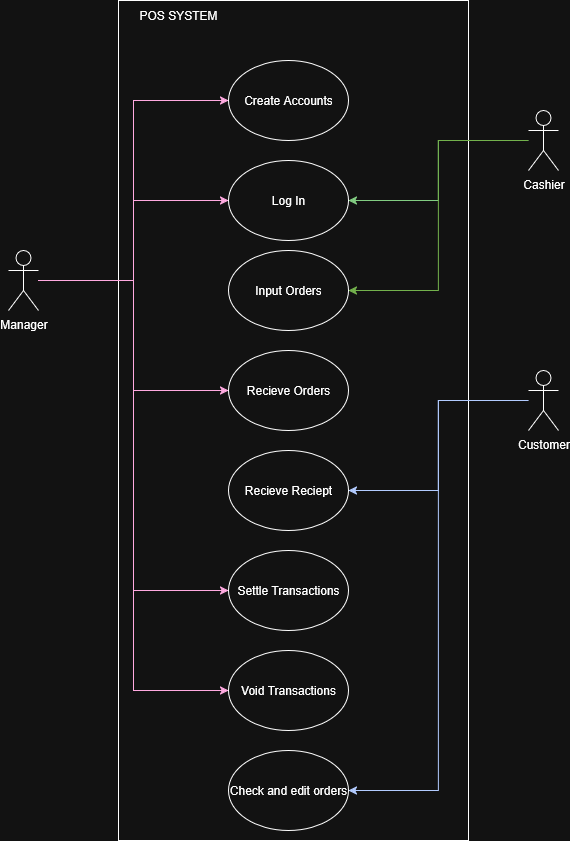 POS SYSTEM
Create Accounts
Cashier
Log In
Input Orders
Manager
Recieve Orders
Customer
Recieve Reciept
Settle Transactions
Void Transactions
Check and edit orders